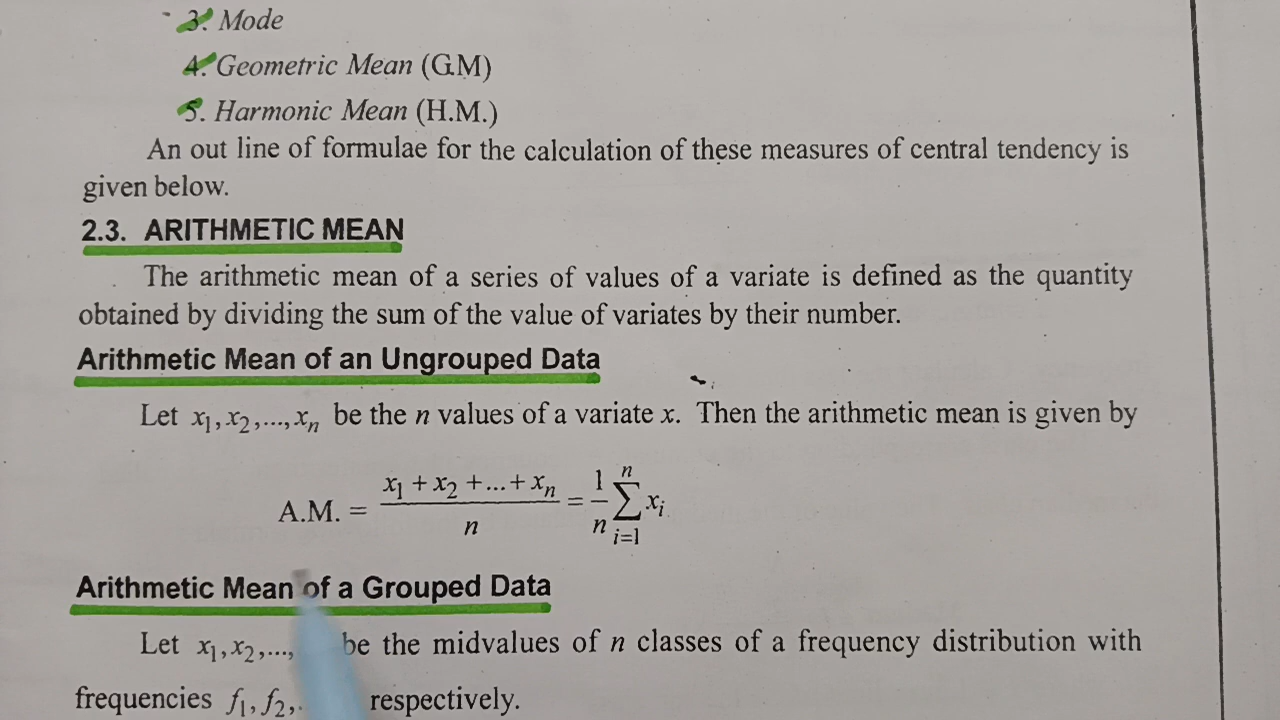 3. Mode
4. Geometric Mean (G.M)
5. Harmonic Mean (H.M.)
An out line of formulae for the calculation of these measures of central tendency is
given below.
2.3. ARITHMETIC MEAN
The arithmetic mean of a series of values of a variate is defined as the quantity
obtained by dividing the sum of the value of variates by their number.
Arithmetic Mean of an Ungrouped Data
Let x₁, x₂,...,xₙ be the n values of a variate x. Then the arithmetic mean is given by
A.M. = (x₁ + x₂ +...+ xₙ)/n = 1/n ∑ᵢ₌₁ⁿ xᵢ
Arithmetic Mean of a Grouped Data
Let x₁, x₂,..., be the midvalues of n classes of a frequency distribution with
frequencies f₁, f₂,. respectively.